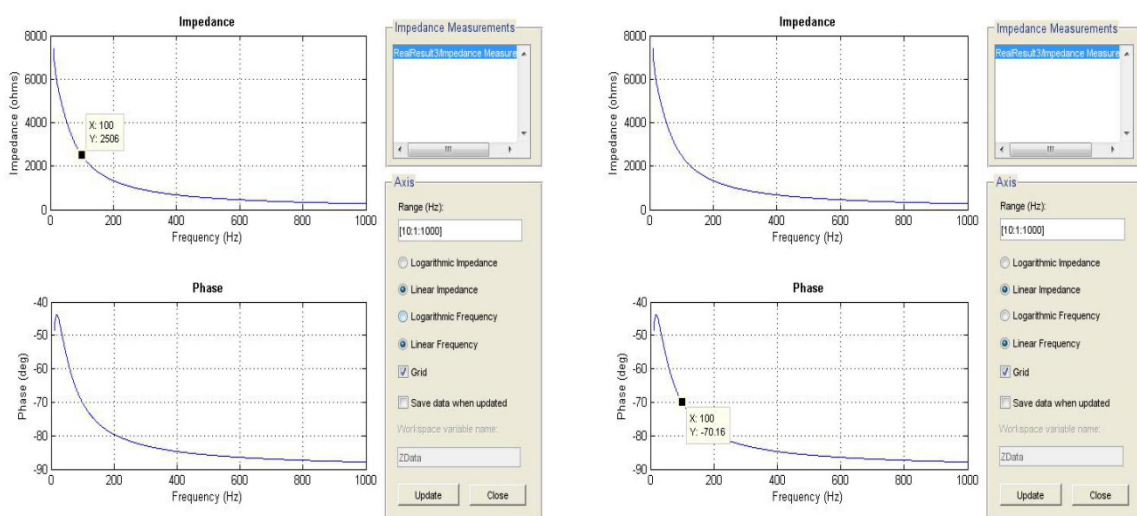 Impedance
8000
6000
4000
2000
0
Impedance (ohms)
X: 100
Y: 2506
0 200 400 600 800 1000
Frequency (Hz)
Phase
-40
-50
-60
-70
-80
-90
Phase (deg)
0 200 400 600 800 1000
Frequency (Hz)
Impedance Measurements
RealResult3/Impedance Measure
Axis
Range (Hz):
[10:1:1000]
Logarithmic Impedance
Linear Impedance
Logarithmic Frequency
Linear Frequency
Grid
Save data when updated
Workspace variable name:
ZData
Update
Close
Impedance
8000
6000
4000
2000
0
Impedance (ohms)
0 200 400 600 800 1000
Frequency (Hz)
Phase
-40
-50
-60
-70
-80
-90
Phase (deg)
X: 100
Y: -70.16
0 200 400 600 800 1000
Frequency (Hz)
Impedance Measurements
RealResult3/Impedance Measure
Axis
Range (Hz):
[10:1:1000]
Logarithmic Impedance
Linear Impedance
Logarithmic Frequency
Linear Frequency
Grid
Save data when updated
Workspace variable name:
ZData
Update
Close